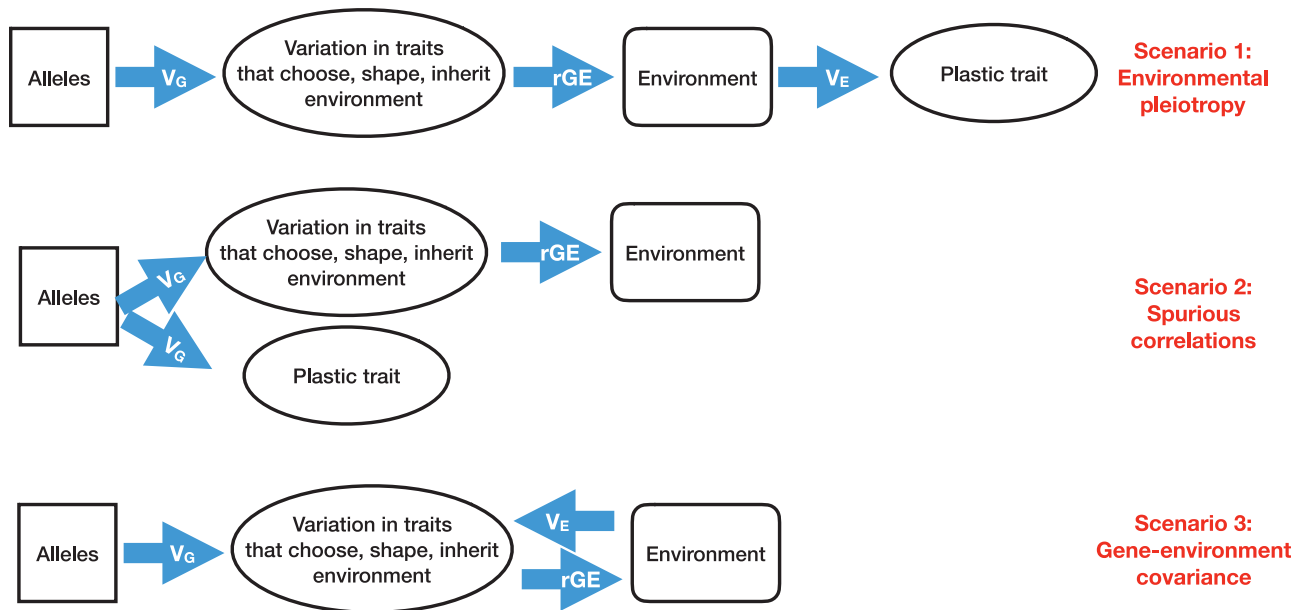 Alleles
VG
Variation in traits
that choose, shape, inherit
environment
rGE
Environment
VE
Plastic trait
Scenario 1:
Environmental
pleiotropy
Alleles
VG
VG
Variation in traits
that choose, shape, inherit
environment
rGE
Environment
Plastic trait
Scenario 2:
Spurious
correlations
Alleles
VG
Variation in traits
that choose, shape, inherit
environment
VE
rGE
Environment
Scenario 3:
Gene-environment
covariance